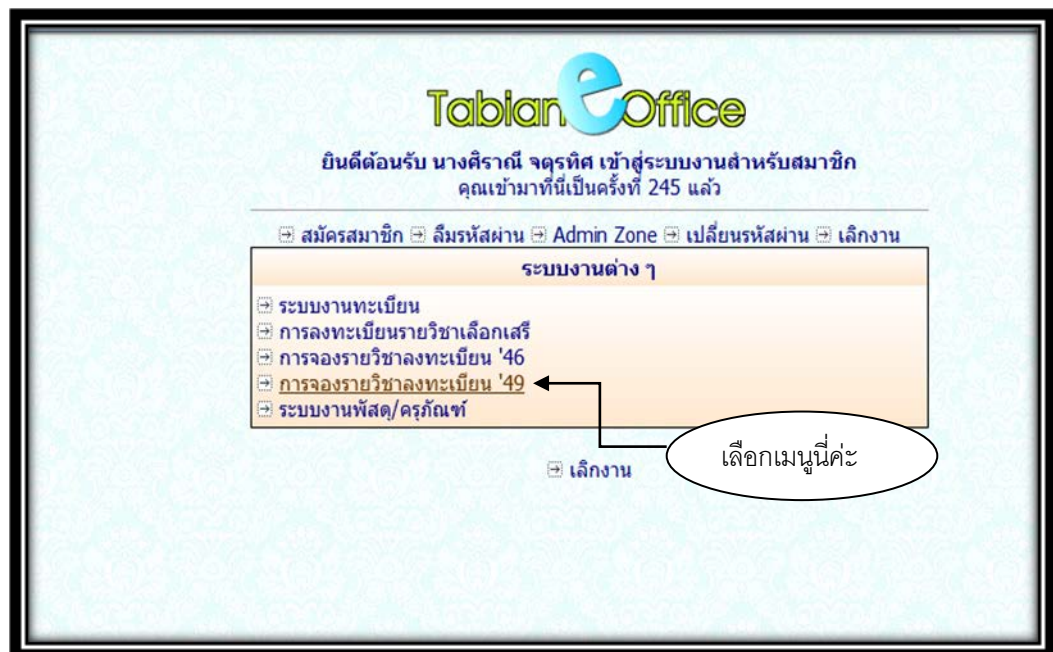 Tabian e Office
ยินดีต้อนรับ นางศิราณี จตุรทิศ เข้าสู่ระบบงานสำหรับสมาชิก
คุณเข้ามาที่นี่เป็นครั้งที่ 245 แล้ว
สมัครสมาชิก ลืมรหัสผ่าน Admin Zone เปลี่ยนรหัสผ่าน เลิกงาน
ระบบงานต่าง ๆ
ระบบงานทะเบียน
การลงทะเบียนรายวิชาเลือกเสรี
การจองรายวิชาลงทะเบียน '46
การจองรายวิชาลงทะเบียน '49
ระบบงานพัสดุ/ครุภัณฑ์
เลือกเมนูนี่ค่ะ
เลิกงาน